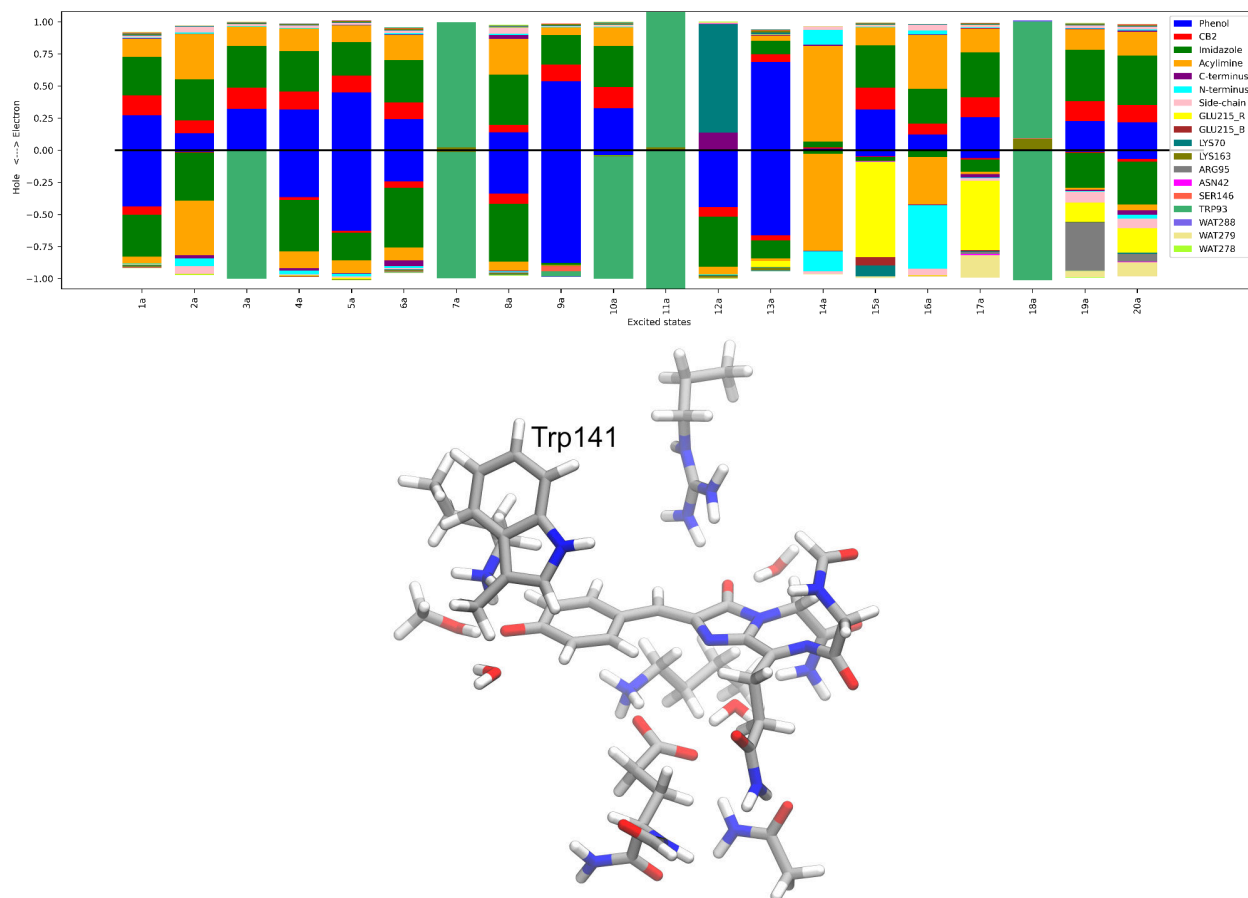 1.00
0.75
0.50
0.25
0.00
−0.25
−0.50
−0.75
−1.00
Hole <---> Electron
1a 2a 3a 4a 5a 6a 7a 8a 9a 10a 11a 12a 13a 14a 15a 16a 17a 18a 19a 20a
Excited states
Phenol
CB2
Imidazole
Acylimine
C-terminus
N-terminus
Side-chain
GLU215_R
GLU215_B
LYS70
LYS163
ARG95
ASN42
SER146
TRP93
WAT288
WAT279
WAT278
Trp141